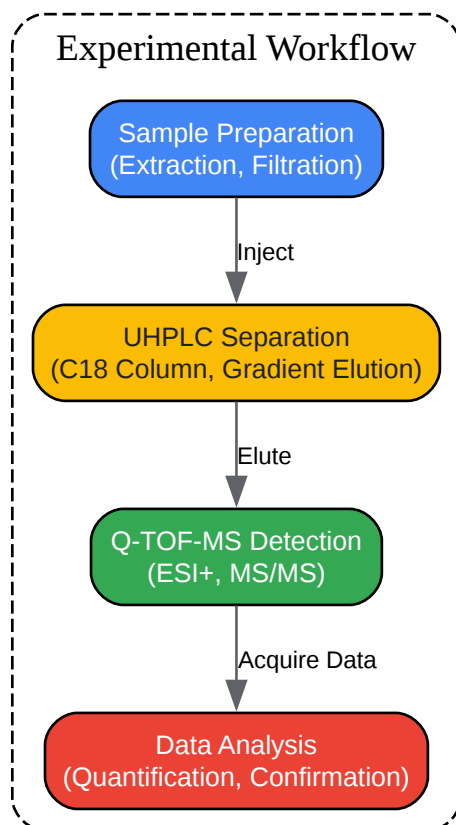 Experimental Workflow
Sample Preparation
(Extraction, Filtration)
Inject
UHPLC Separation
(C18 Column, Gradient Elution)
Elute
Q-TOF-MS Detection
(ESI+, MS/MS)
Acquire Data
Data Analysis
(Quantification, Confirmation)